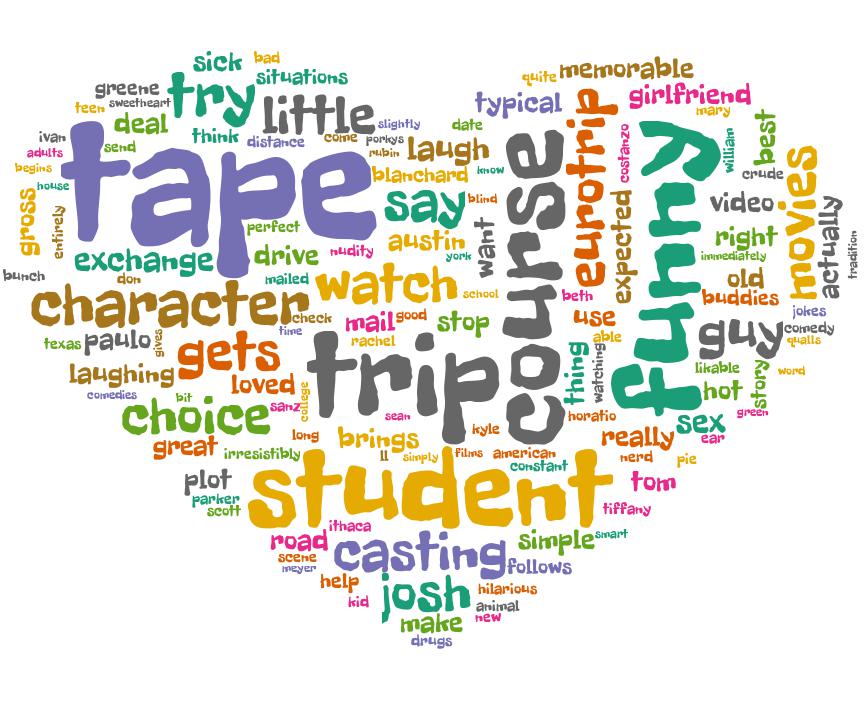 sick
bad
greene
situations
quite
memorable
teen
sweetheart
try
typical
girlfriend
little
mary
ivan
deal
think
distance
slightly
come
porkys
date
eurotrip
costanzo
william
best
adults
send
rubin
laugh
crude
begins
tape
blanchard
know
course
funny
movies
house
gross
say
blind
video
actually
entirely
perfect
austin
want
expected
right
tradition
exchange
drive
nudity
york
immediately
bunch
don
mailed
watch
school
old
character
beth
buddies
check
mail
good
stop
use
jokes
texas
paulo
gives
time
rachel
able
guy
comedy
qualls
gets
trip
thing
watching
laughing
loved
likable
word
comedies
bit
college
hot
story
choice
sanz
sean
horatio
sex
green
great
long
brings
kyle
really
ear
irresistibly
ll
simply
films
american
nerd
pie
constant
plot
student
tom
parker
scott
tiffany
ithaca
road
casting
simple
smart
scene
meyer
follows
help
josh
hilarious
kid
animal
make
new
drugs